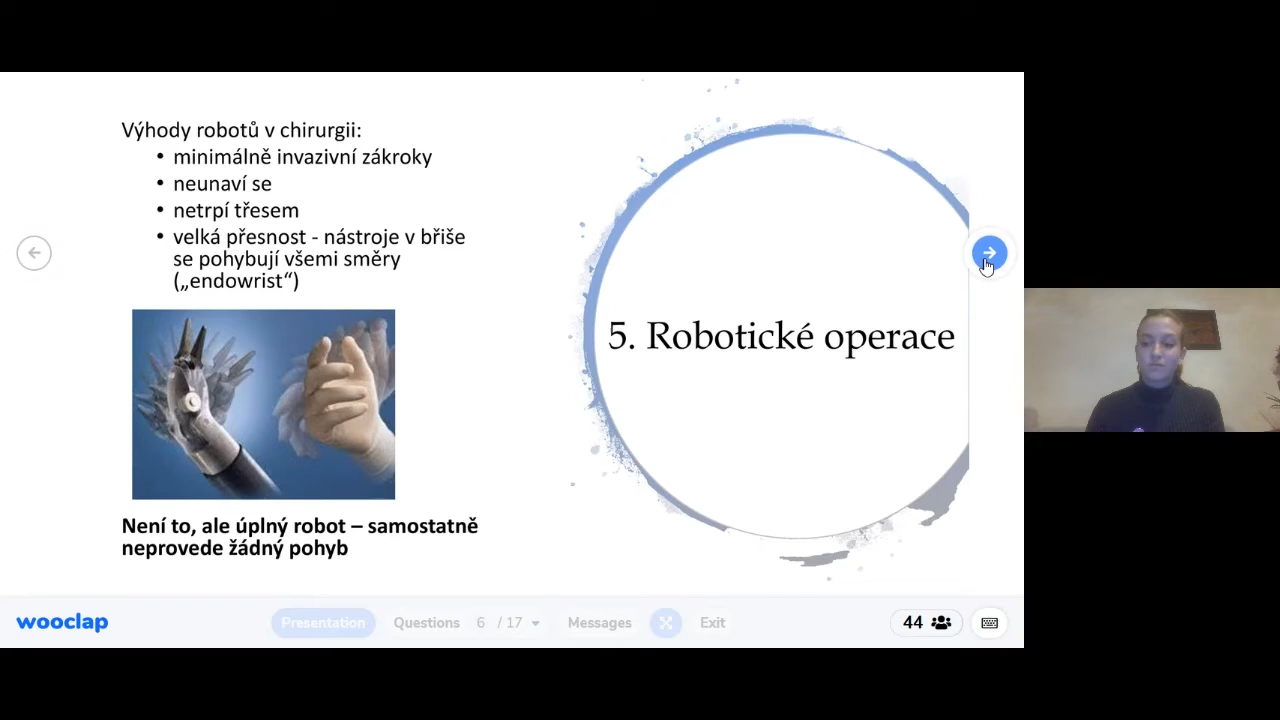 Výhody robotů v chirurgii:
• minimálně invazivní zákroky
• neunaví se
• netrpí třesem
• velká přesnost - nástroje v břiše
se pohybují všemi směry
(„endowrist“)
Není to, ale úplný robot – samostatně
neprovede žádný pohyb
5. Robotické operace
wooclap
Presentation
Questions 6 / 17
Messages
Exit
44